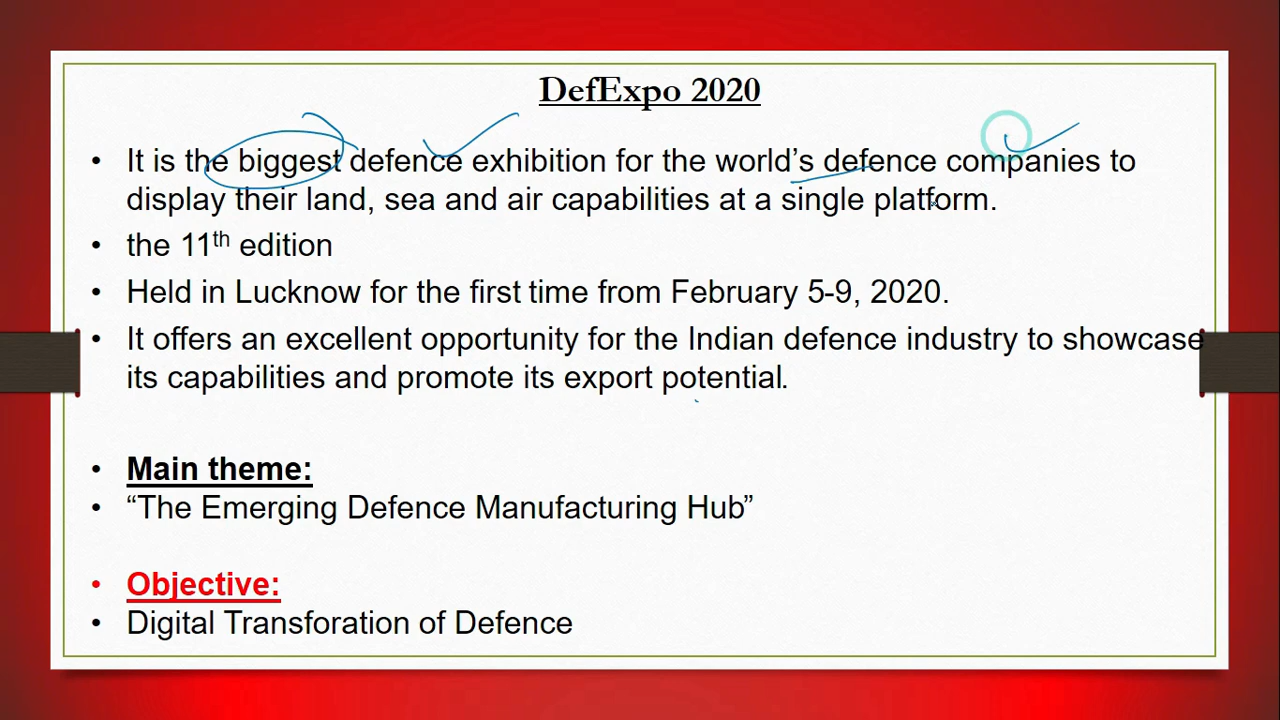 DefExpo 2020
• It is the biggest defence exhibition for the world’s defence companies to
display their land, sea and air capabilities at a single platform.
• the 11th edition
• Held in Lucknow for the first time from February 5-9, 2020.
• It offers an excellent opportunity for the Indian defence industry to showcase
its capabilities and promote its export potential.
• Main theme:
• “The Emerging Defence Manufacturing Hub”
• Objective:
• Digital Transforation of Defence